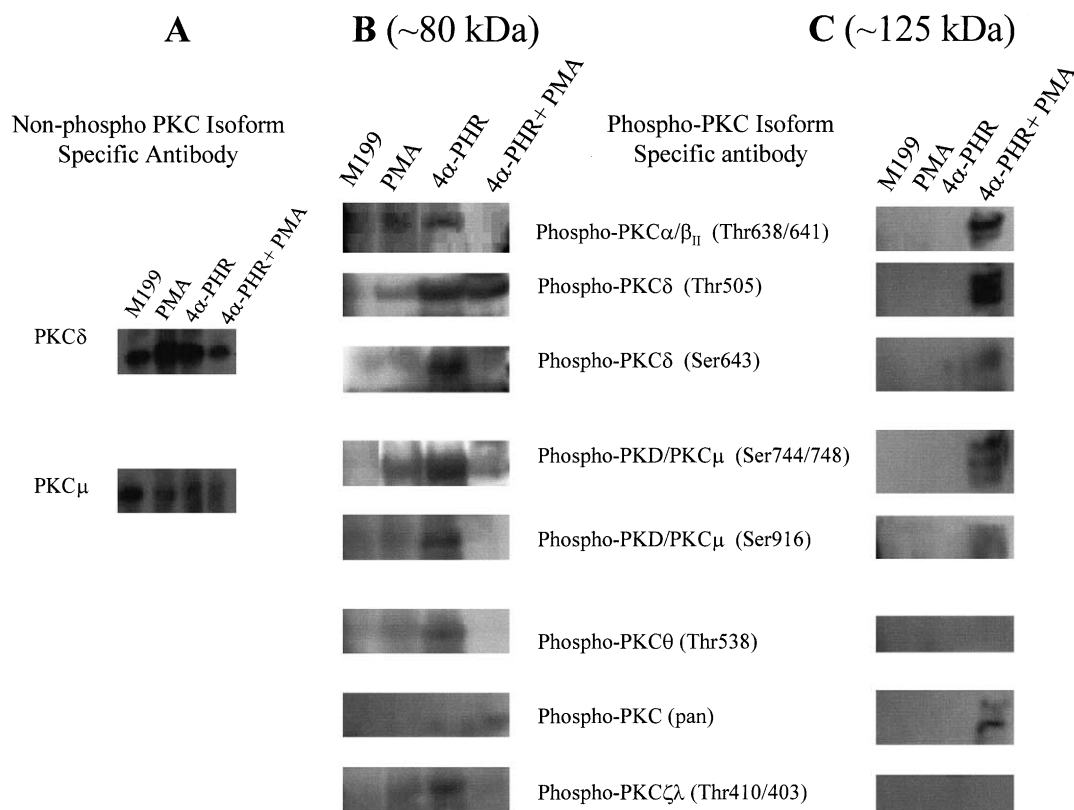 A
B (~80 kDa)
C (~125 kDa)
Non-phospho PKC Isoform
Specific Antibody
M199
PMA
4α-PHR
4α-PHR+ PMA
PKCδ
PKCμ
M199
PMA
4α-PHR
4α-PHR+ PMA
Phospho-PKC Isoform
Specific antibody
M199
PMA
4α-PHR
4α-PHR+ PMA
Phospho-PKCα/βII (Thr638/641)
Phospho-PKCδ (Thr505)
Phospho-PKCδ (Ser643)
Phospho-PKD/PKCμ (Ser744/748)
Phospho-PKD/PKCμ (Ser916)
Phospho-PKCθ (Thr538)
Phospho-PKC (pan)
Phospho-PKCζλ (Thr410/403)